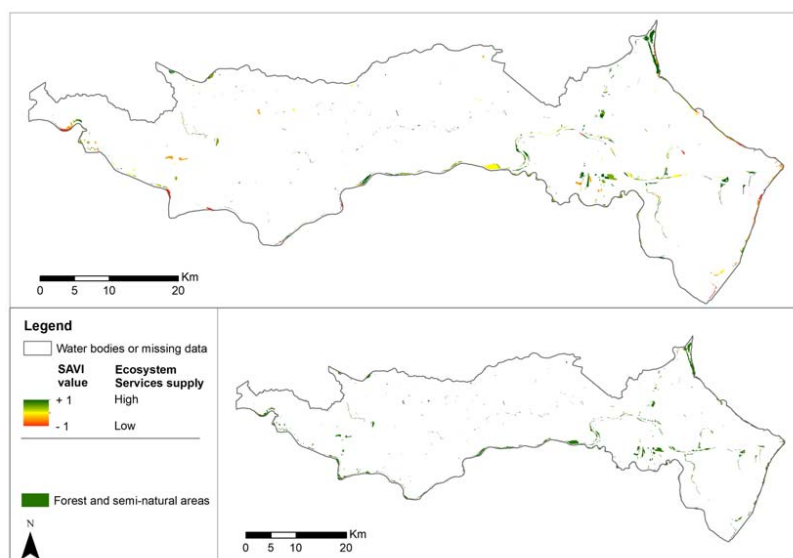 Km
0 5 10 20
Legend
Water bodies or missing data
SAVI value Ecosystem Services supply
+ 1 High
- 1 Low
Forest and semi-natural areas
N
Km
0 5 10 20